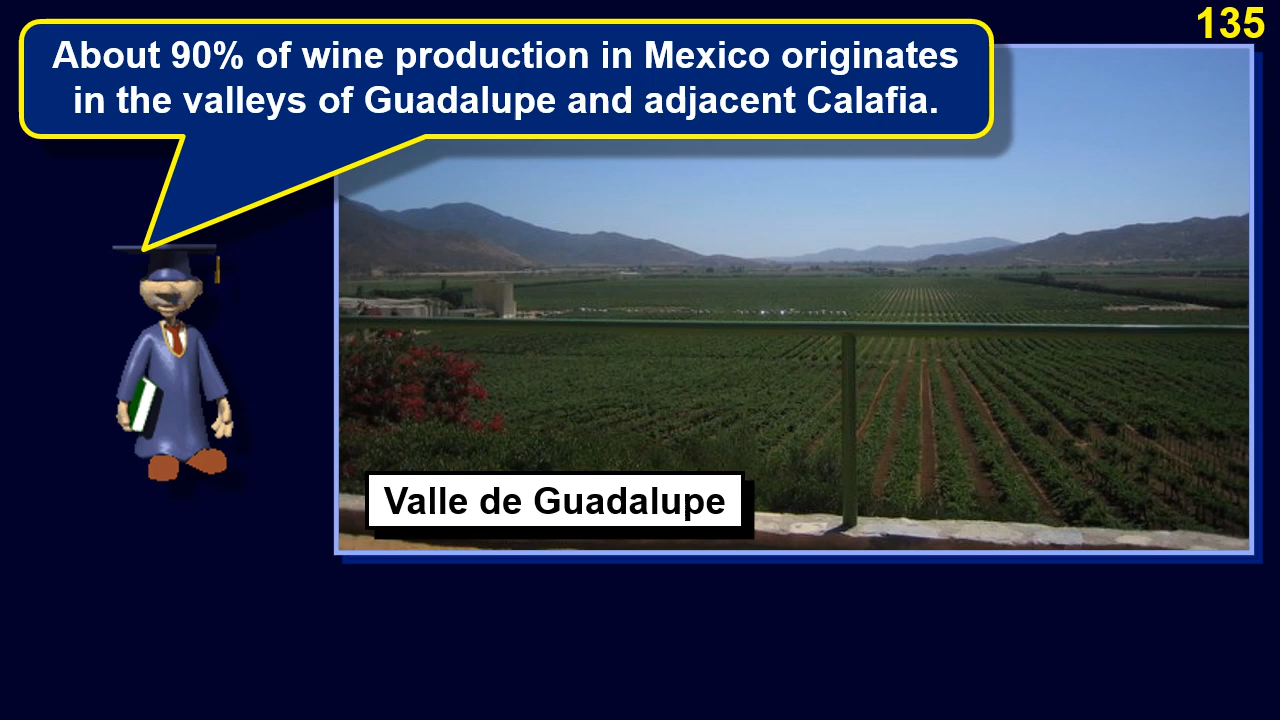 135
About 90% of wine production in Mexico originates
in the valleys of Guadalupe and adjacent Calafia.
Valle de Guadalupe